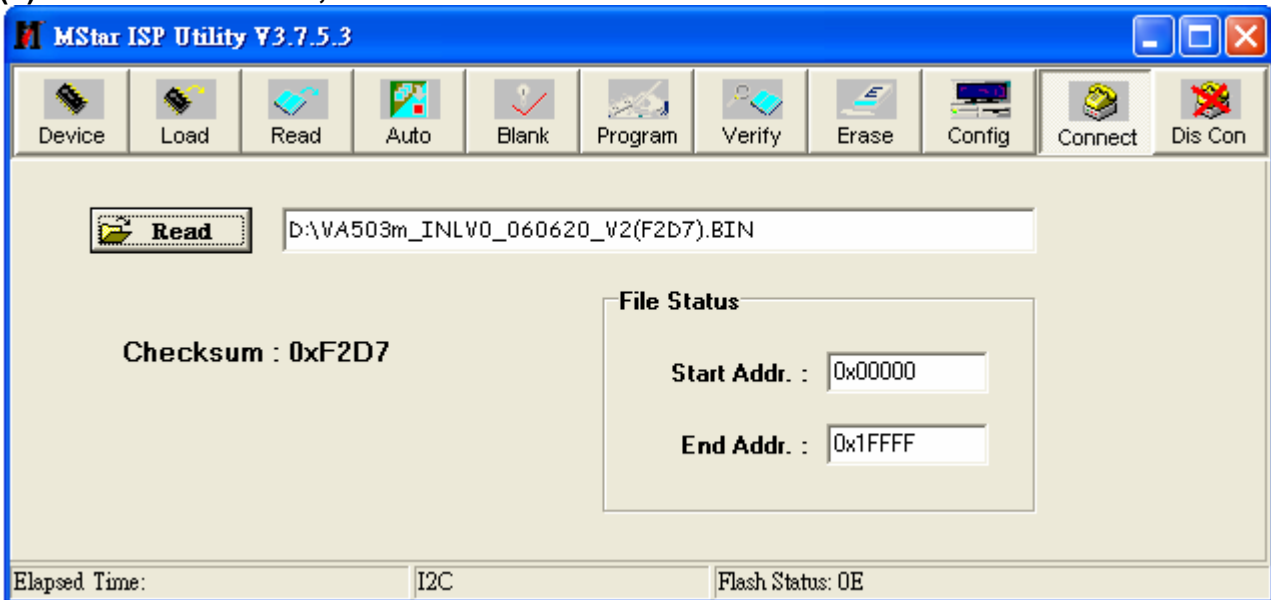 MStar ISP Utility V3.7.5.3
Device Load Read Auto Blank Program Verify Erase Config Connect Dis Con
Read D:\VA503m_INLV0_060620_V2(F2D7).BIN
File Status
Checksum : 0xF2D7
Start Addr. : 0x00000
End Addr. : 0x1FFFF
Elapsed Time: I2C Flash Status: 0E